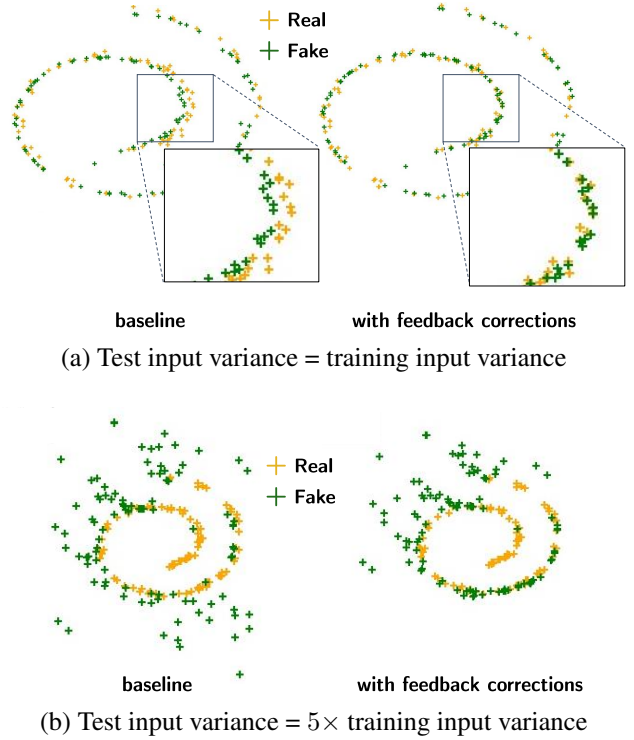 Real
Fake
baseline
with feedback corrections
(a) Test input variance = training input variance
Real
Fake
baseline
with feedback corrections
(b) Test input variance = 5× training input variance